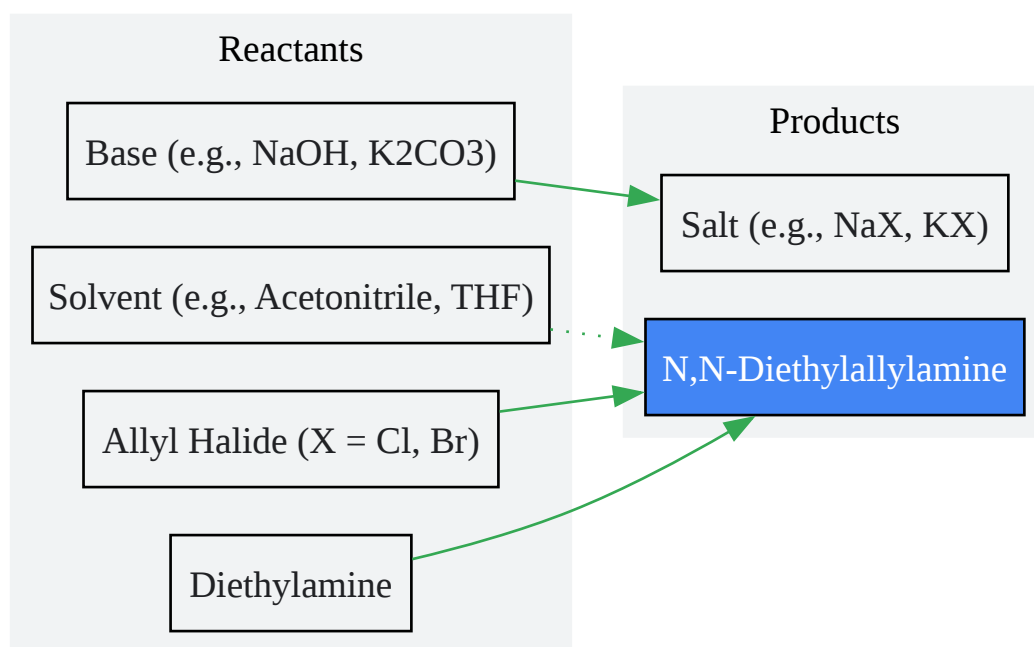 Reactants
Base (e.g., NaOH, K2CO3)
Solvent (e.g., Acetonitrile, THF)
Allyl Halide (X = Cl, Br)
Diethylamine
Products
Salt (e.g., NaX, KX)
N,N-Diethylallylamine